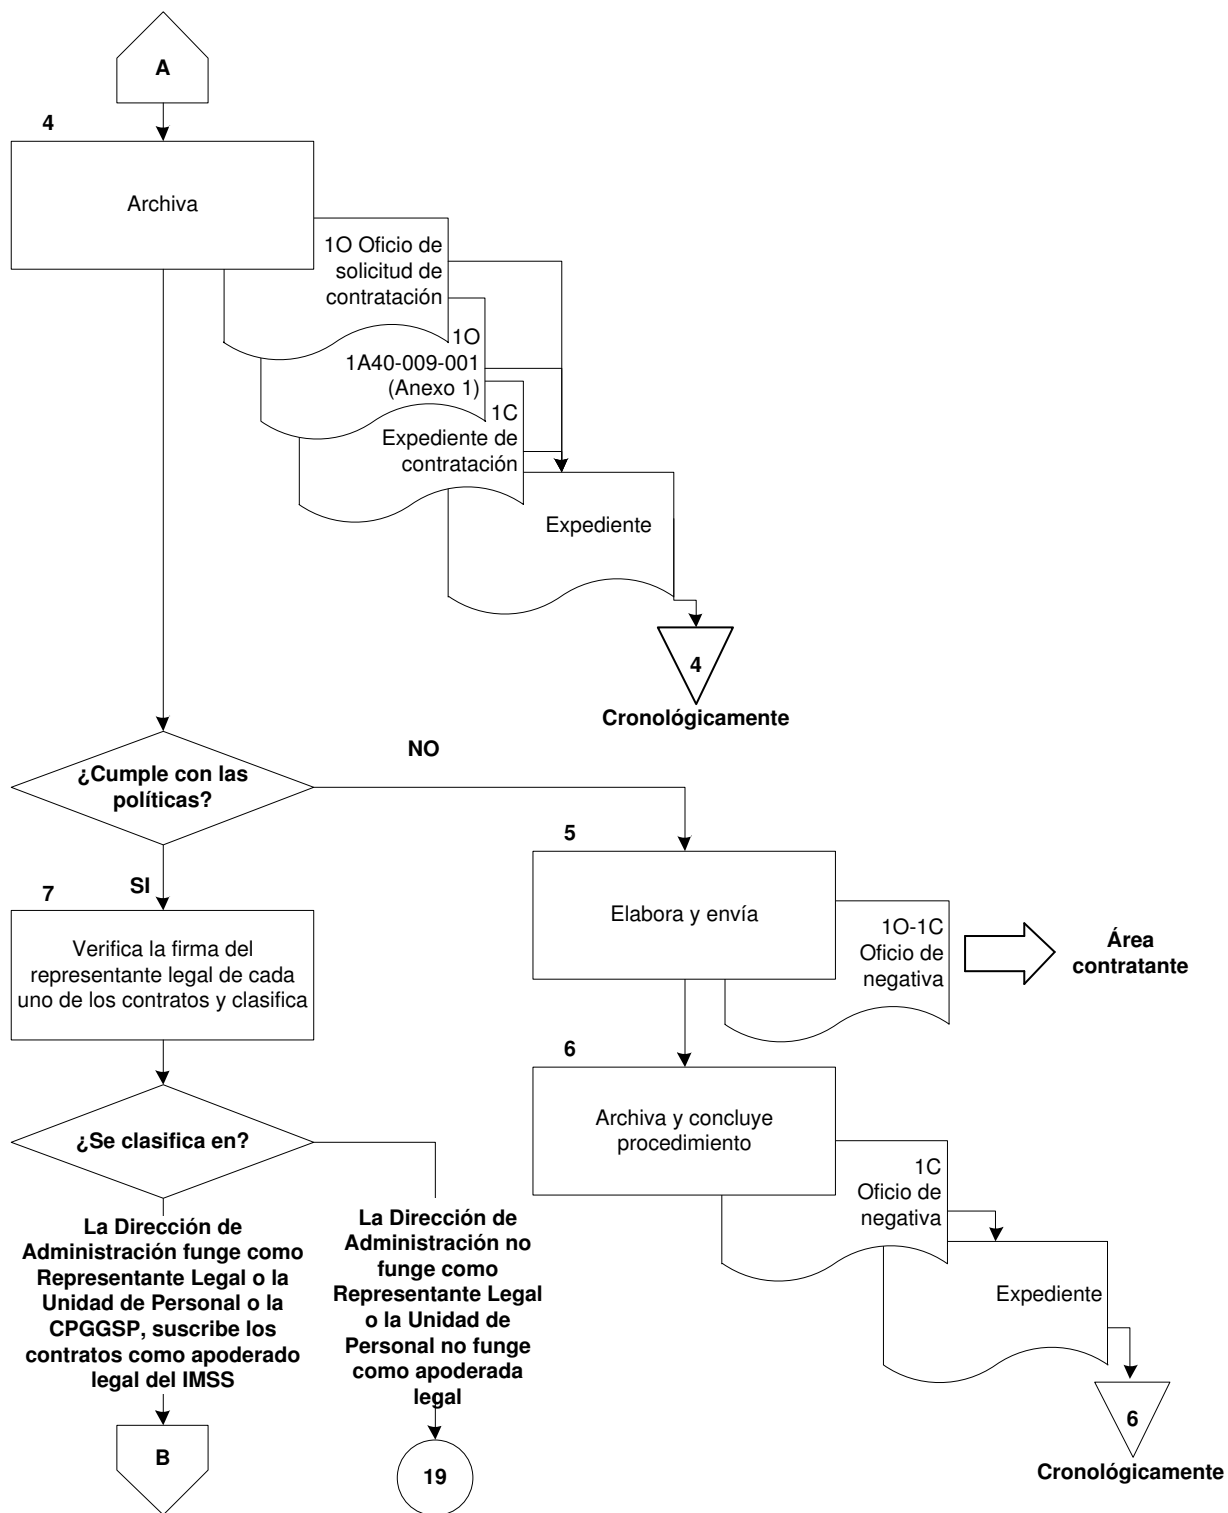 A
4
Archiva
1O Oficio de
solicitud de
contratación
1O
1A40-009-001
(Anexo 1)
1C
Expediente de
contratación
Expediente
4
Cronológicamente
¿Cumple con las
políticas?
NO
SI
5
Elabora y envía
1O-1C
Oficio de
negativa
Área
contratante
7
Verifica la firma del
representante legal de cada
uno de los contratos y clasifica
6
Archiva y concluye
procedimiento
1C
Oficio de
negativa
Expediente
6
Cronológicamente
¿Se clasifica en?
La Dirección de
Administración funge como
Representante Legal o la
Unidad de Personal o la
CPGGSP, suscribe los
contratos como apoderado
legal del IMSS
B
La Dirección de
Administración no
funge como
Representante Legal
o la Unidad de
Personal no funge
como apoderada
legal
19